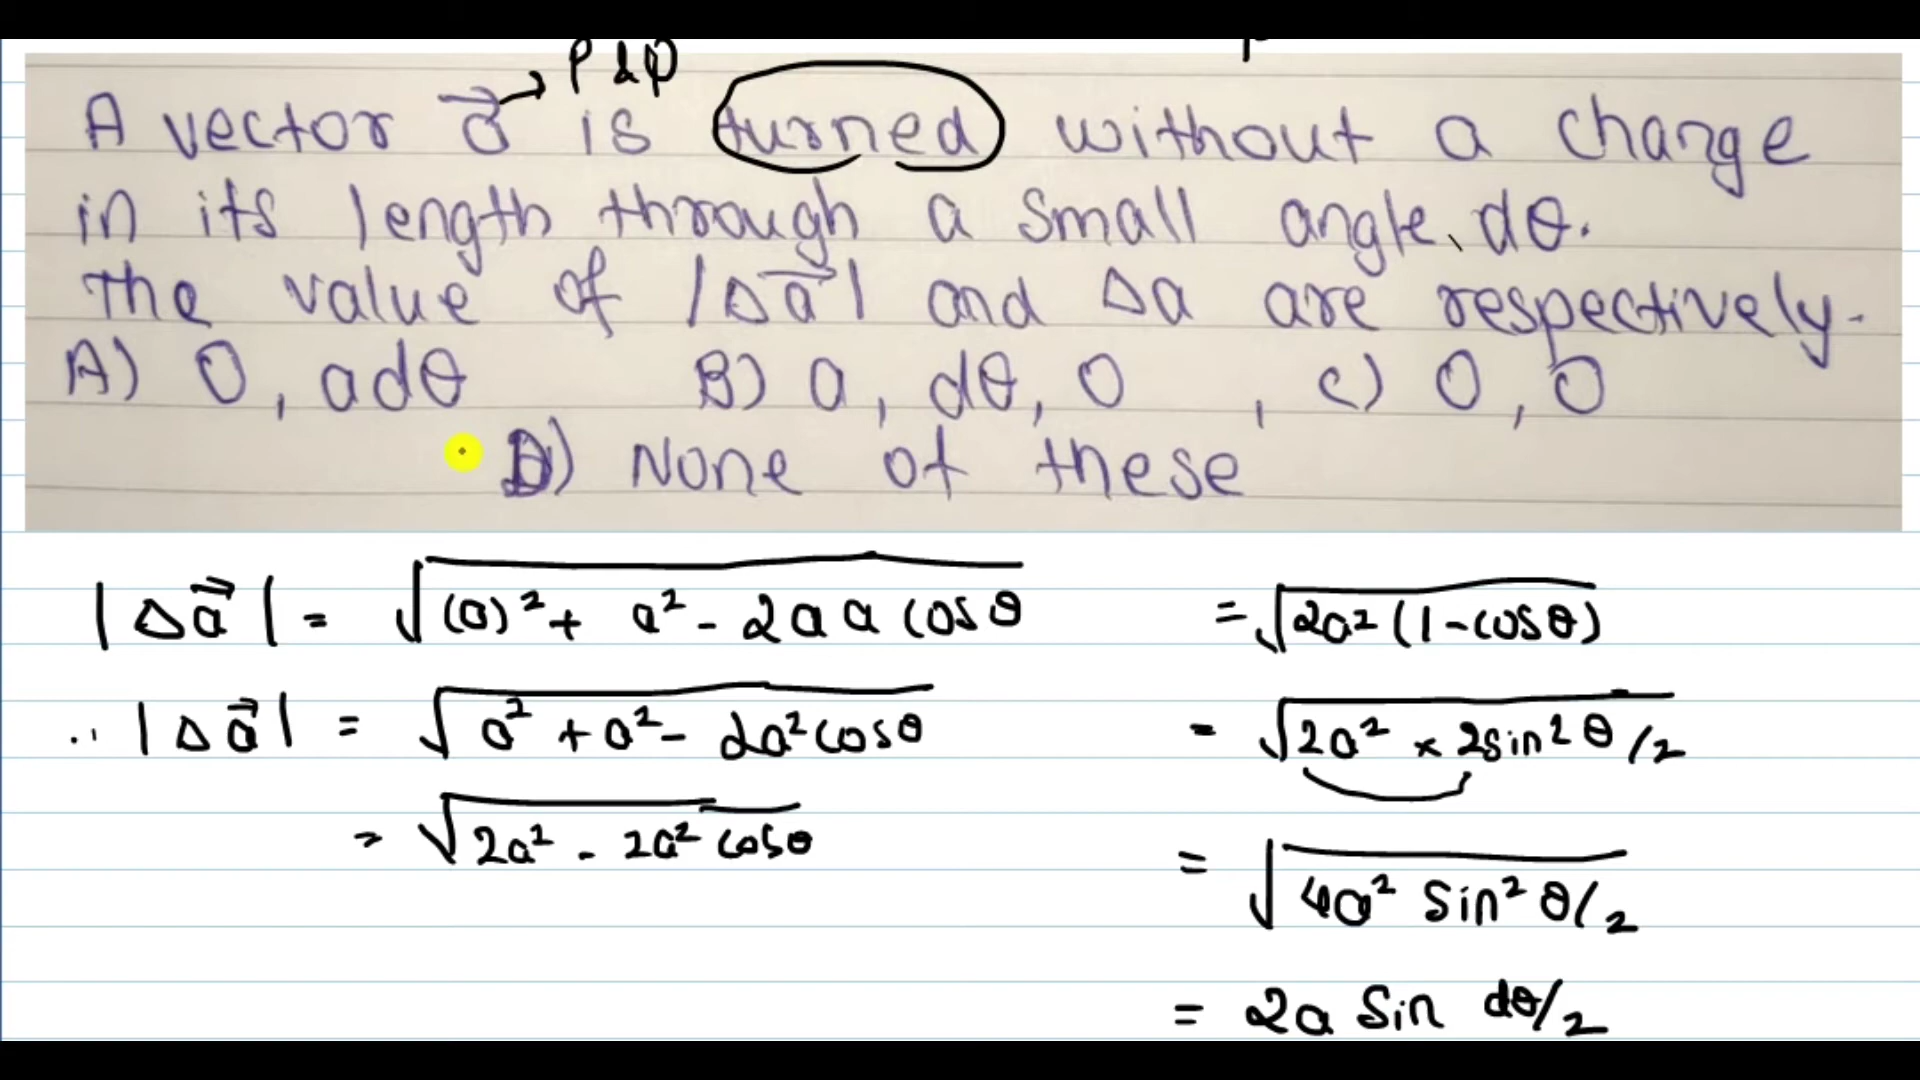 P & Q
A vector a⃗ is turned without a change
in its length through a small angle dθ.
The value of |Δa⃗| and Δa are respectively.
A) 0, adθ B) a, dθ, 0 , C) 0, 0
D) None of these
|Δa⃗| = √(a)² + a² - 2 a a cosθ
∴ |Δa⃗| = √a² + a² - 2a² cosθ
= √2a² - 2a² cosθ
= √2a² (1 - cosθ)
= √2a² × 2sin² θ/2
= √4a² sin² θ/2
= 2a sin dθ/2